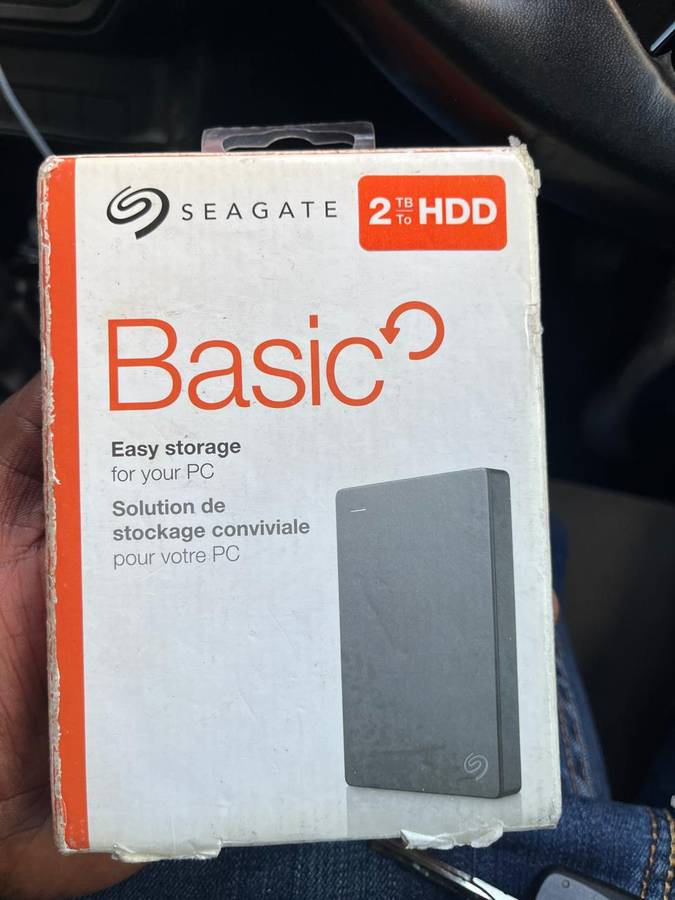 SEAGATE
2 TB To HDD
Basic
Easy storage
for your PC
Solution de
stockage conviviale
pour votre PC